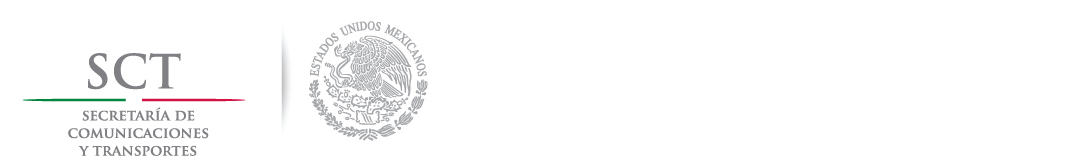 SCT
SECRETARÍA DE
COMUNICACIONES
Y TRANSPORTES
ESTADOS UNIDOS MEXICANOS